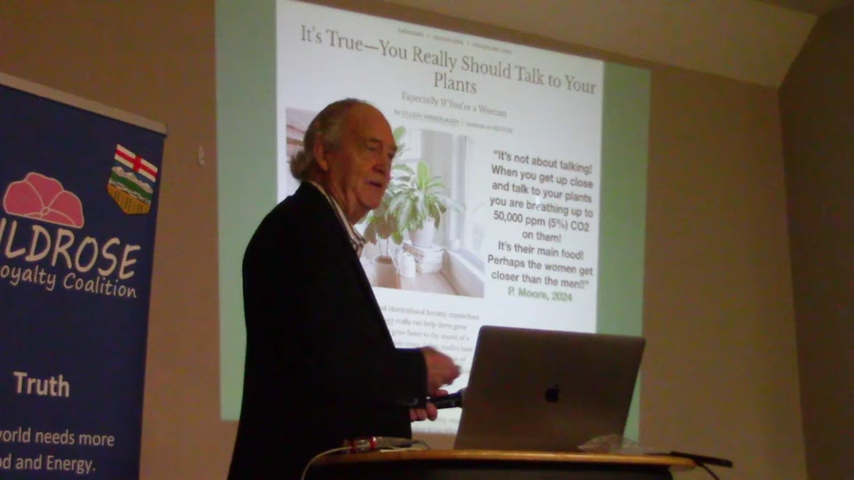 It's True—You Really Should Talk to Your
Plants
Especially If You're a Woman
"It's not about talking!
When you get up close
and talk to your plants
you are breathing up to
50,000 ppm (5%) CO2
on them!
It's their main food!
Perhaps the women get
closer than the men!!"
P. Moore, 2024
ILDROSE
oyalty Coalition
Truth
world needs more
d and Energy.